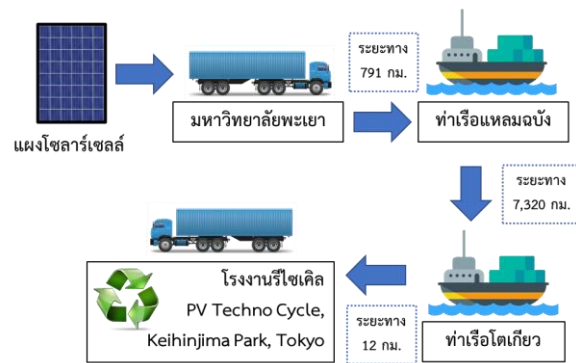 แผงโซลาร์เซลล์
มหาวิทยาลัยพะเยา
ระยะทาง
791 กม.
ท่าเรือแหลมฉบัง
ระยะทาง
7,320 กม.
ท่าเรือโตเกียว
ระยะทาง
12 กม.
โรงงานรีไซเคิล
PV Techno Cycle,
Keihinjima Park, Tokyo